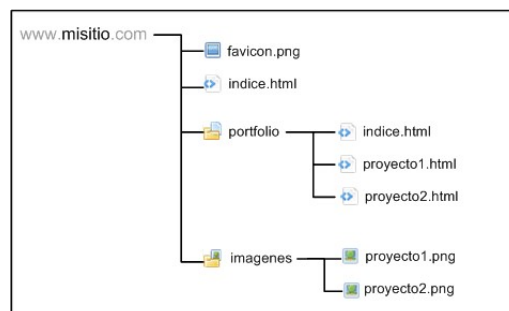 www.misitio.com
favicon.png
indice.html
portfolio
indice.html
proyecto1.html
proyecto2.html
imagenes
proyecto1.png
proyecto2.png